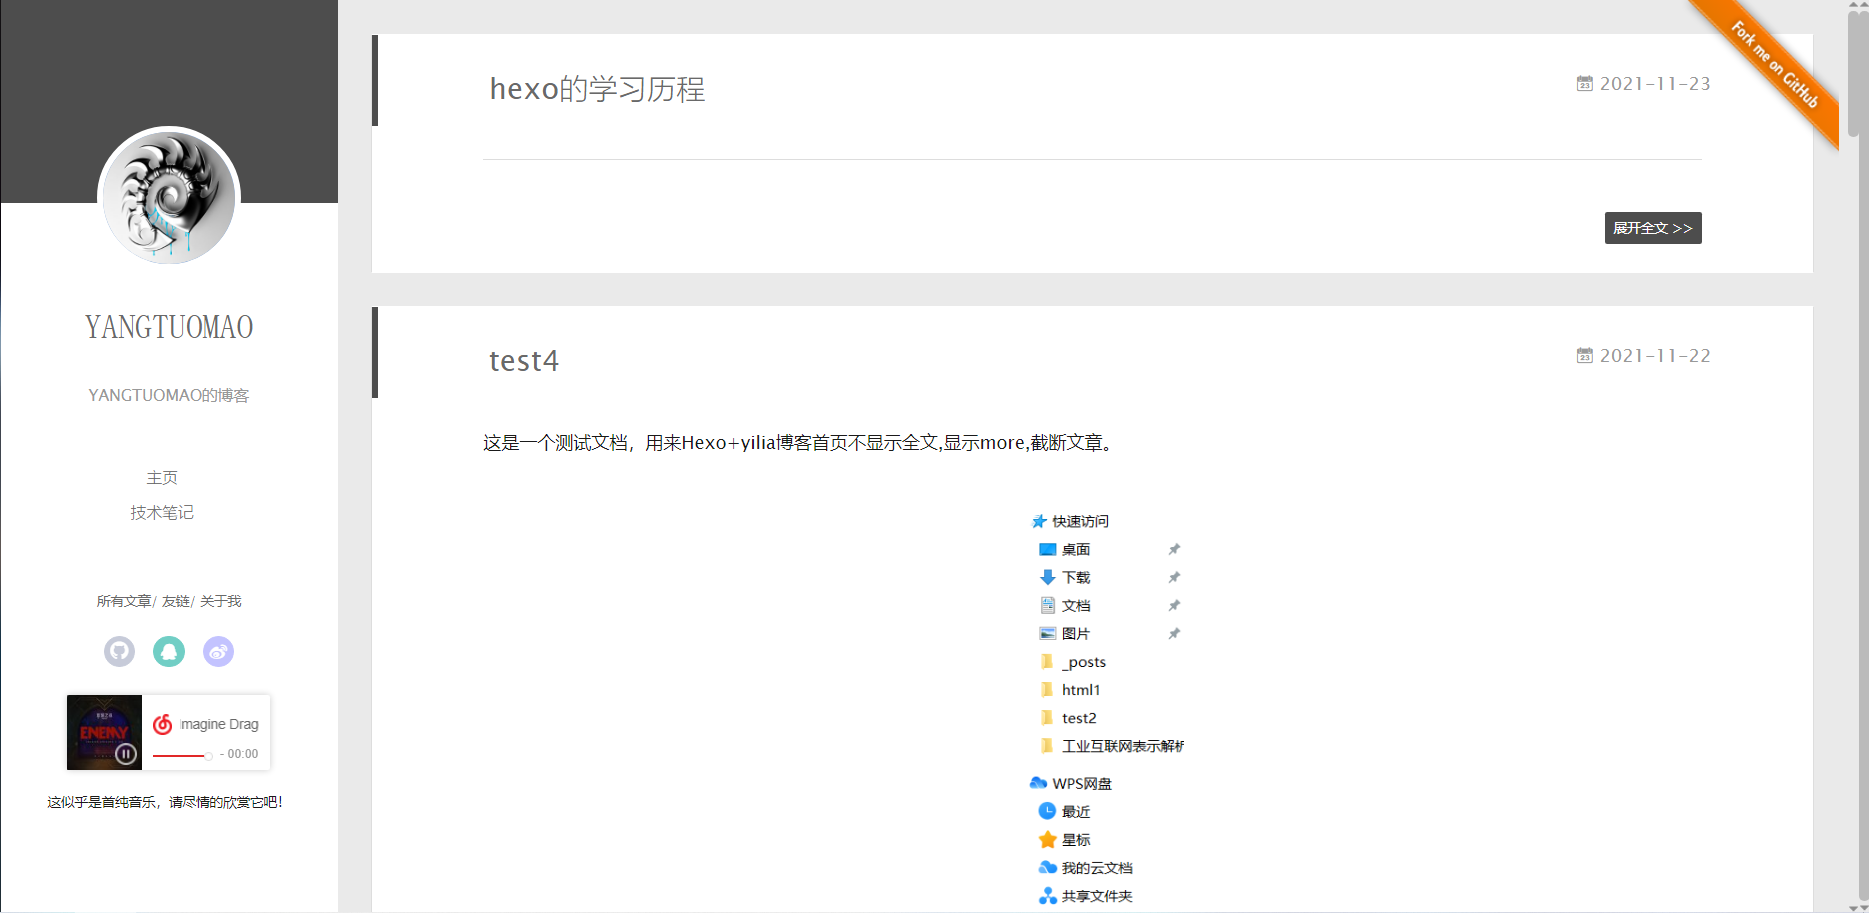 YANGTUOMAO
YANGTUOMAO的博客
主页
技术笔记
所有文章/ 友链/ 关于我
ENEMY
magine Drag
- 00:00
这似乎是首纯音乐，请尽情的欣赏它吧！
Fork me on GitHub
hexo的学习历程
23 2021-11-23
展开全文 >>
test4
23 2021-11-22
这是一个测试文档，用来Hexo+yilia博客首页不显示全文,显示more,截断文章。
快速访问
桌面
下载
文档
图片
_posts
html1
test2
工业互联网表示解析
WPS网盘
最近
星标
我的云文档
共享文件夹